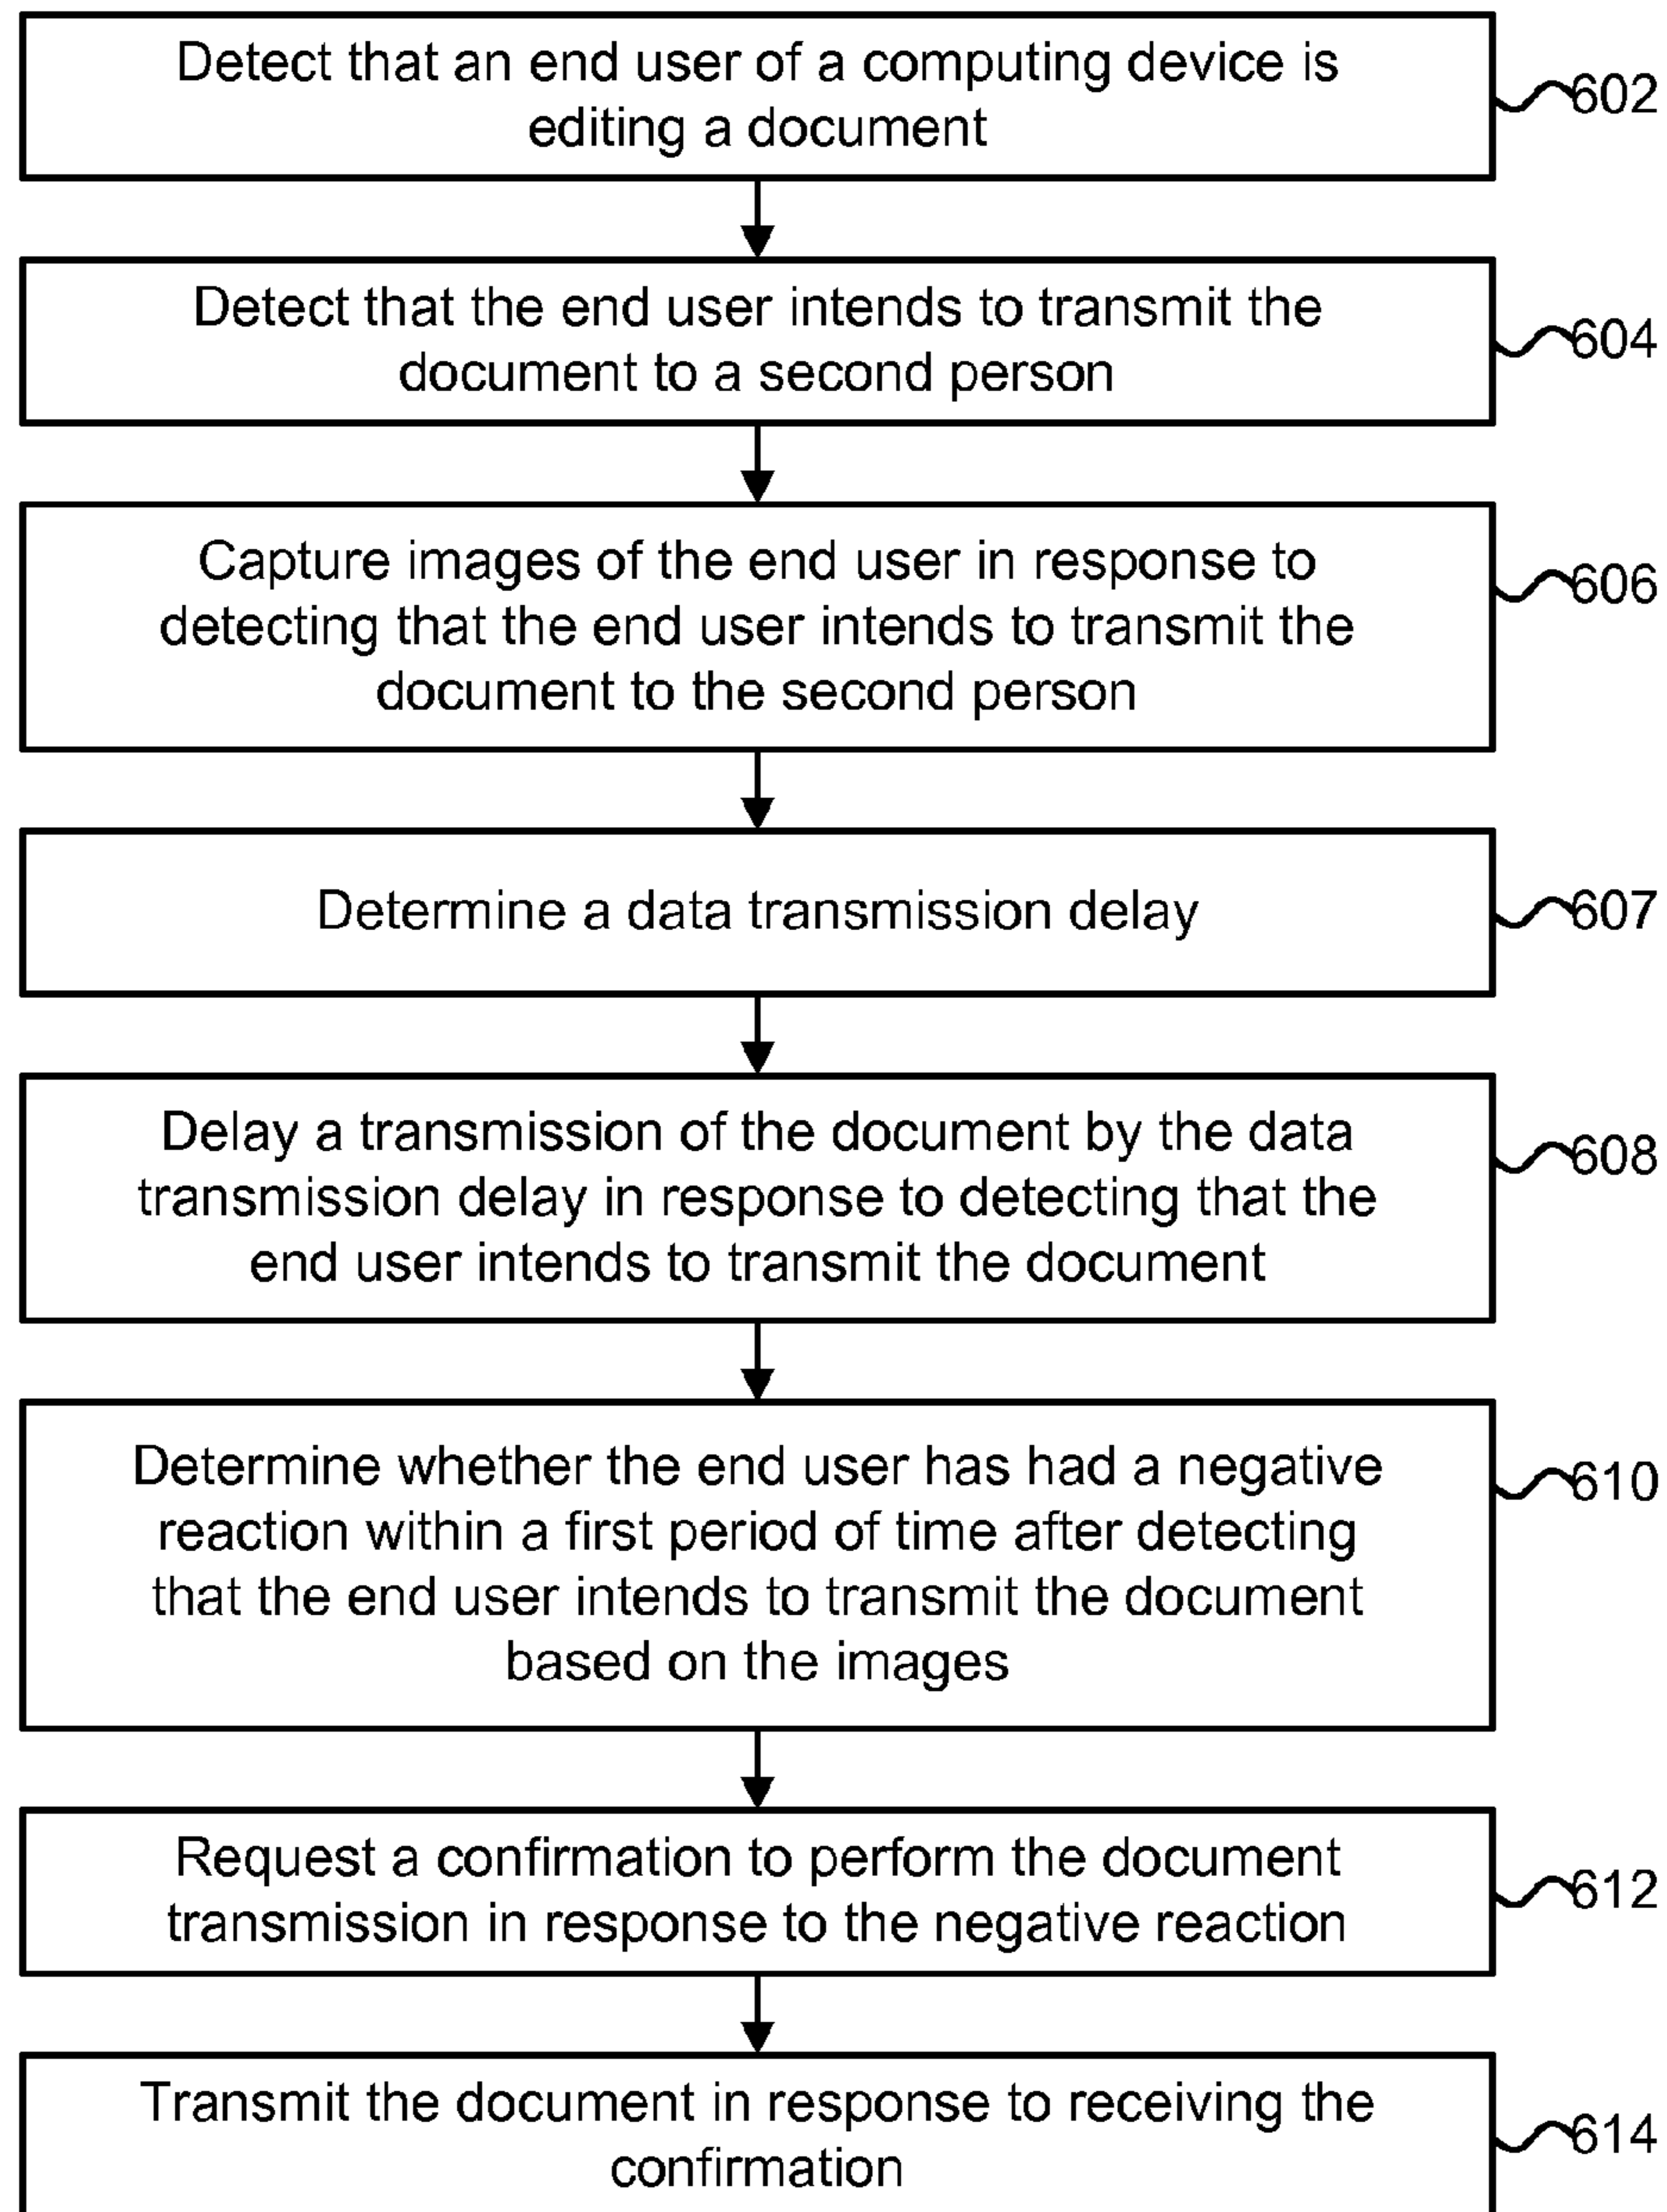 Detect that an end user of a computing device is
editing a document
602
Detect that the end user intends to transmit the
document to a second person
604
Capture images of the end user in response to
detecting that the end user intends to transmit the
document to the second person
606
Determine a data transmission delay
607
Delay a transmission of the document by the data
transmission delay in response to detecting that the
end user intends to transmit the document
608
Determine whether the end user has had a negative
reaction within a first period of time after detecting
that the end user intends to transmit the document
based on the images
610
Request a confirmation to perform the document
transmission in response to the negative reaction
612
Transmit the document in response to receiving the
confirmation
614